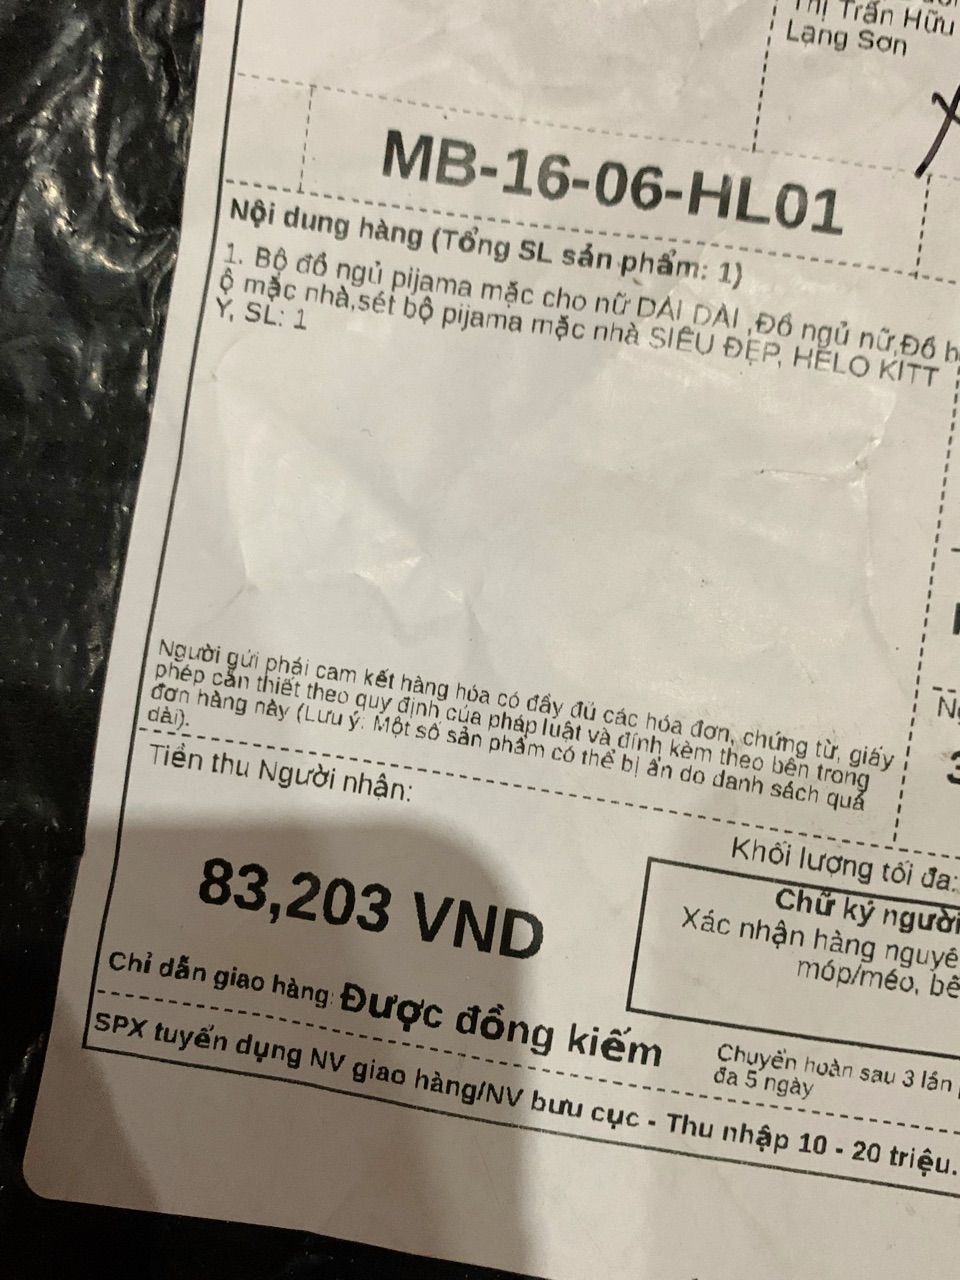 Thị Trấn Hữu
Lạng Sơn
MB-16-06-HL01
Nội dung hàng (Tổng SL sản phẩm: 1)
1. Bộ đồ ngủ pijama mặc cho nữ DÀI DÀI ,Đồ ngủ nữ,Đồ h
ộ mặc nhà,sét bộ pijama mặc nhà SIÊU ĐẸP, HELO KITT
Y, SL: 1
Người gửi phải cam kết hàng hóa có đầy đủ các hóa đơn, chứng từ, giấy
phép cần thiết theo quy định của pháp luật và đính kèm theo bên trong
đơn hàng này (Lưu ý: Một số sản phẩm có thể bị ẩn do danh sách quá
dài).
Tiền thu Người nhận:
83,203 VND
Khối lượng tối đa:
Chữ ký người
Xác nhận hàng nguyê
móp/méo, bể
Chỉ dẫn giao hàng: Được đồng kiểm
Chuyển hoàn sau 3 lần
đa 5 ngày
SPX tuyển dụng NV giao hàng/NV bưu cục - Thu nhập 10 - 20 triệu.